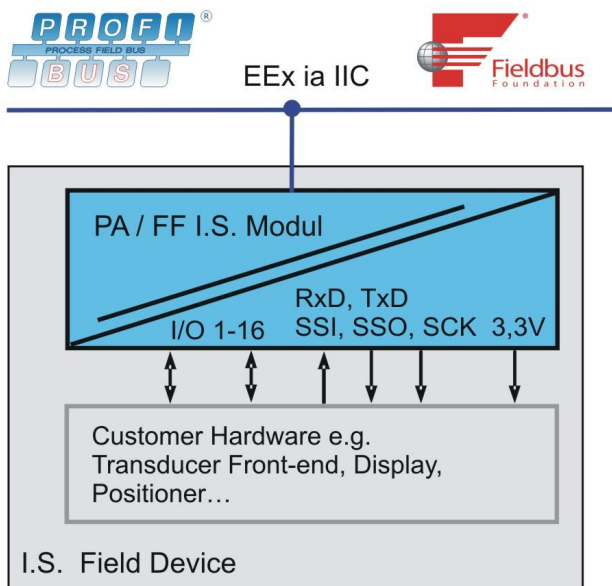 PROFI®
PROCESS FIELD BUS
BUS
EEx ia IIC
Fieldbus
Foundation
PA / FF I.S. Modul
RxD, TxD
I/O 1-16 SSI, SSO, SCK 3,3V
Customer Hardware e.g.
Transducer Front-end, Display,
Positioner…
I.S. Field Device